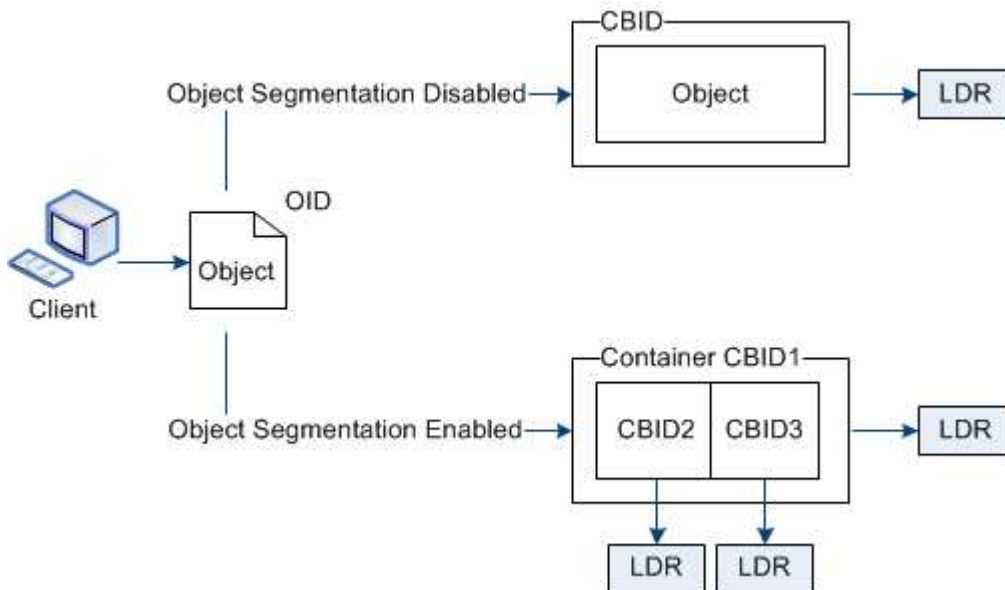 CBID
Object Segmentation Disabled
Object
LDR
OID
Object
Client
Container CBID1
Object Segmentation Enabled
CBID2
CBID3
LDR
LDR
LDR